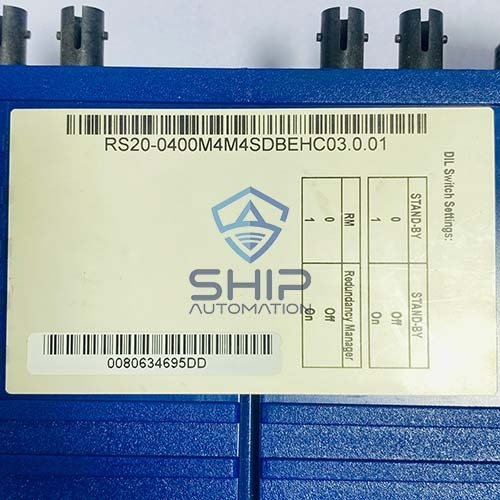 RS20-0400M4M4SDBEHC03.0.01
DIL Switch Settings:
STAND-BY STAND-BY
0 Off
1 On
RM Redundancy Manager
0 Off
1 On
SHIP
AUTOMATION
0080634695DD